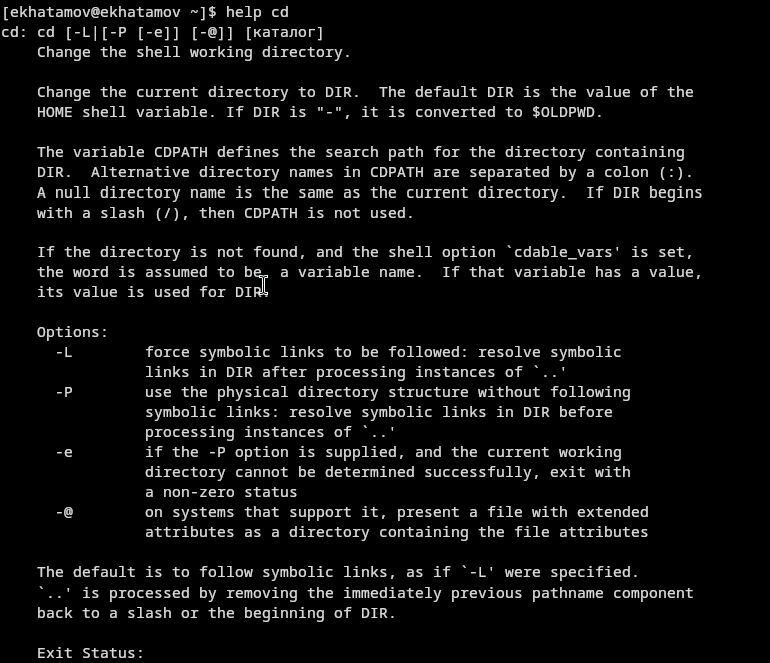 [ekhatamov@ekhatamov ~]$ help cd
cd: cd [-L|[-P [-e]] [-@]] [каталог]
    Change the shell working directory.

    Change the current directory to DIR.  The default DIR is the value of the
    HOME shell variable. If DIR is "-", it is converted to $OLDPWD.

    The variable CDPATH defines the search path for the directory containing
    DIR.  Alternative directory names in CDPATH are separated by a colon (:).
    A null directory name is the same as the current directory.  If DIR begins
    with a slash (/), then CDPATH is not used.

    If the directory is not found, and the shell option `cdable_vars' is set,
    the word is assumed to be  a variable name.  If that variable has a value,
    its value is used for DIR.

    Options:
      -L        force symbolic links to be followed: resolve symbolic
                links in DIR after processing instances of `..'
      -P        use the physical directory structure without following
                symbolic links: resolve symbolic links in DIR before
                processing instances of `..'
      -e        if the -P option is supplied, and the current working
                directory cannot be determined successfully, exit with
                a non-zero status
      -@        on systems that support it, present a file with extended
                attributes as a directory containing the file attributes

    The default is to follow symbolic links, as if `-L' were specified.
    `..' is processed by removing the immediately previous pathname component
    back to a slash or the beginning of DIR.

    Exit Status: